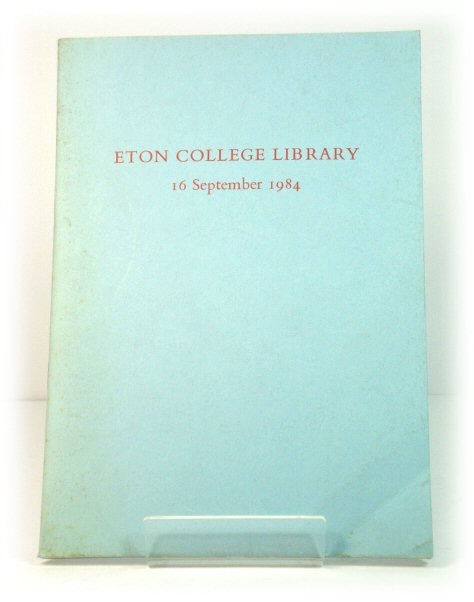 ETON COLLEGE LIBRARY
16 September 1984